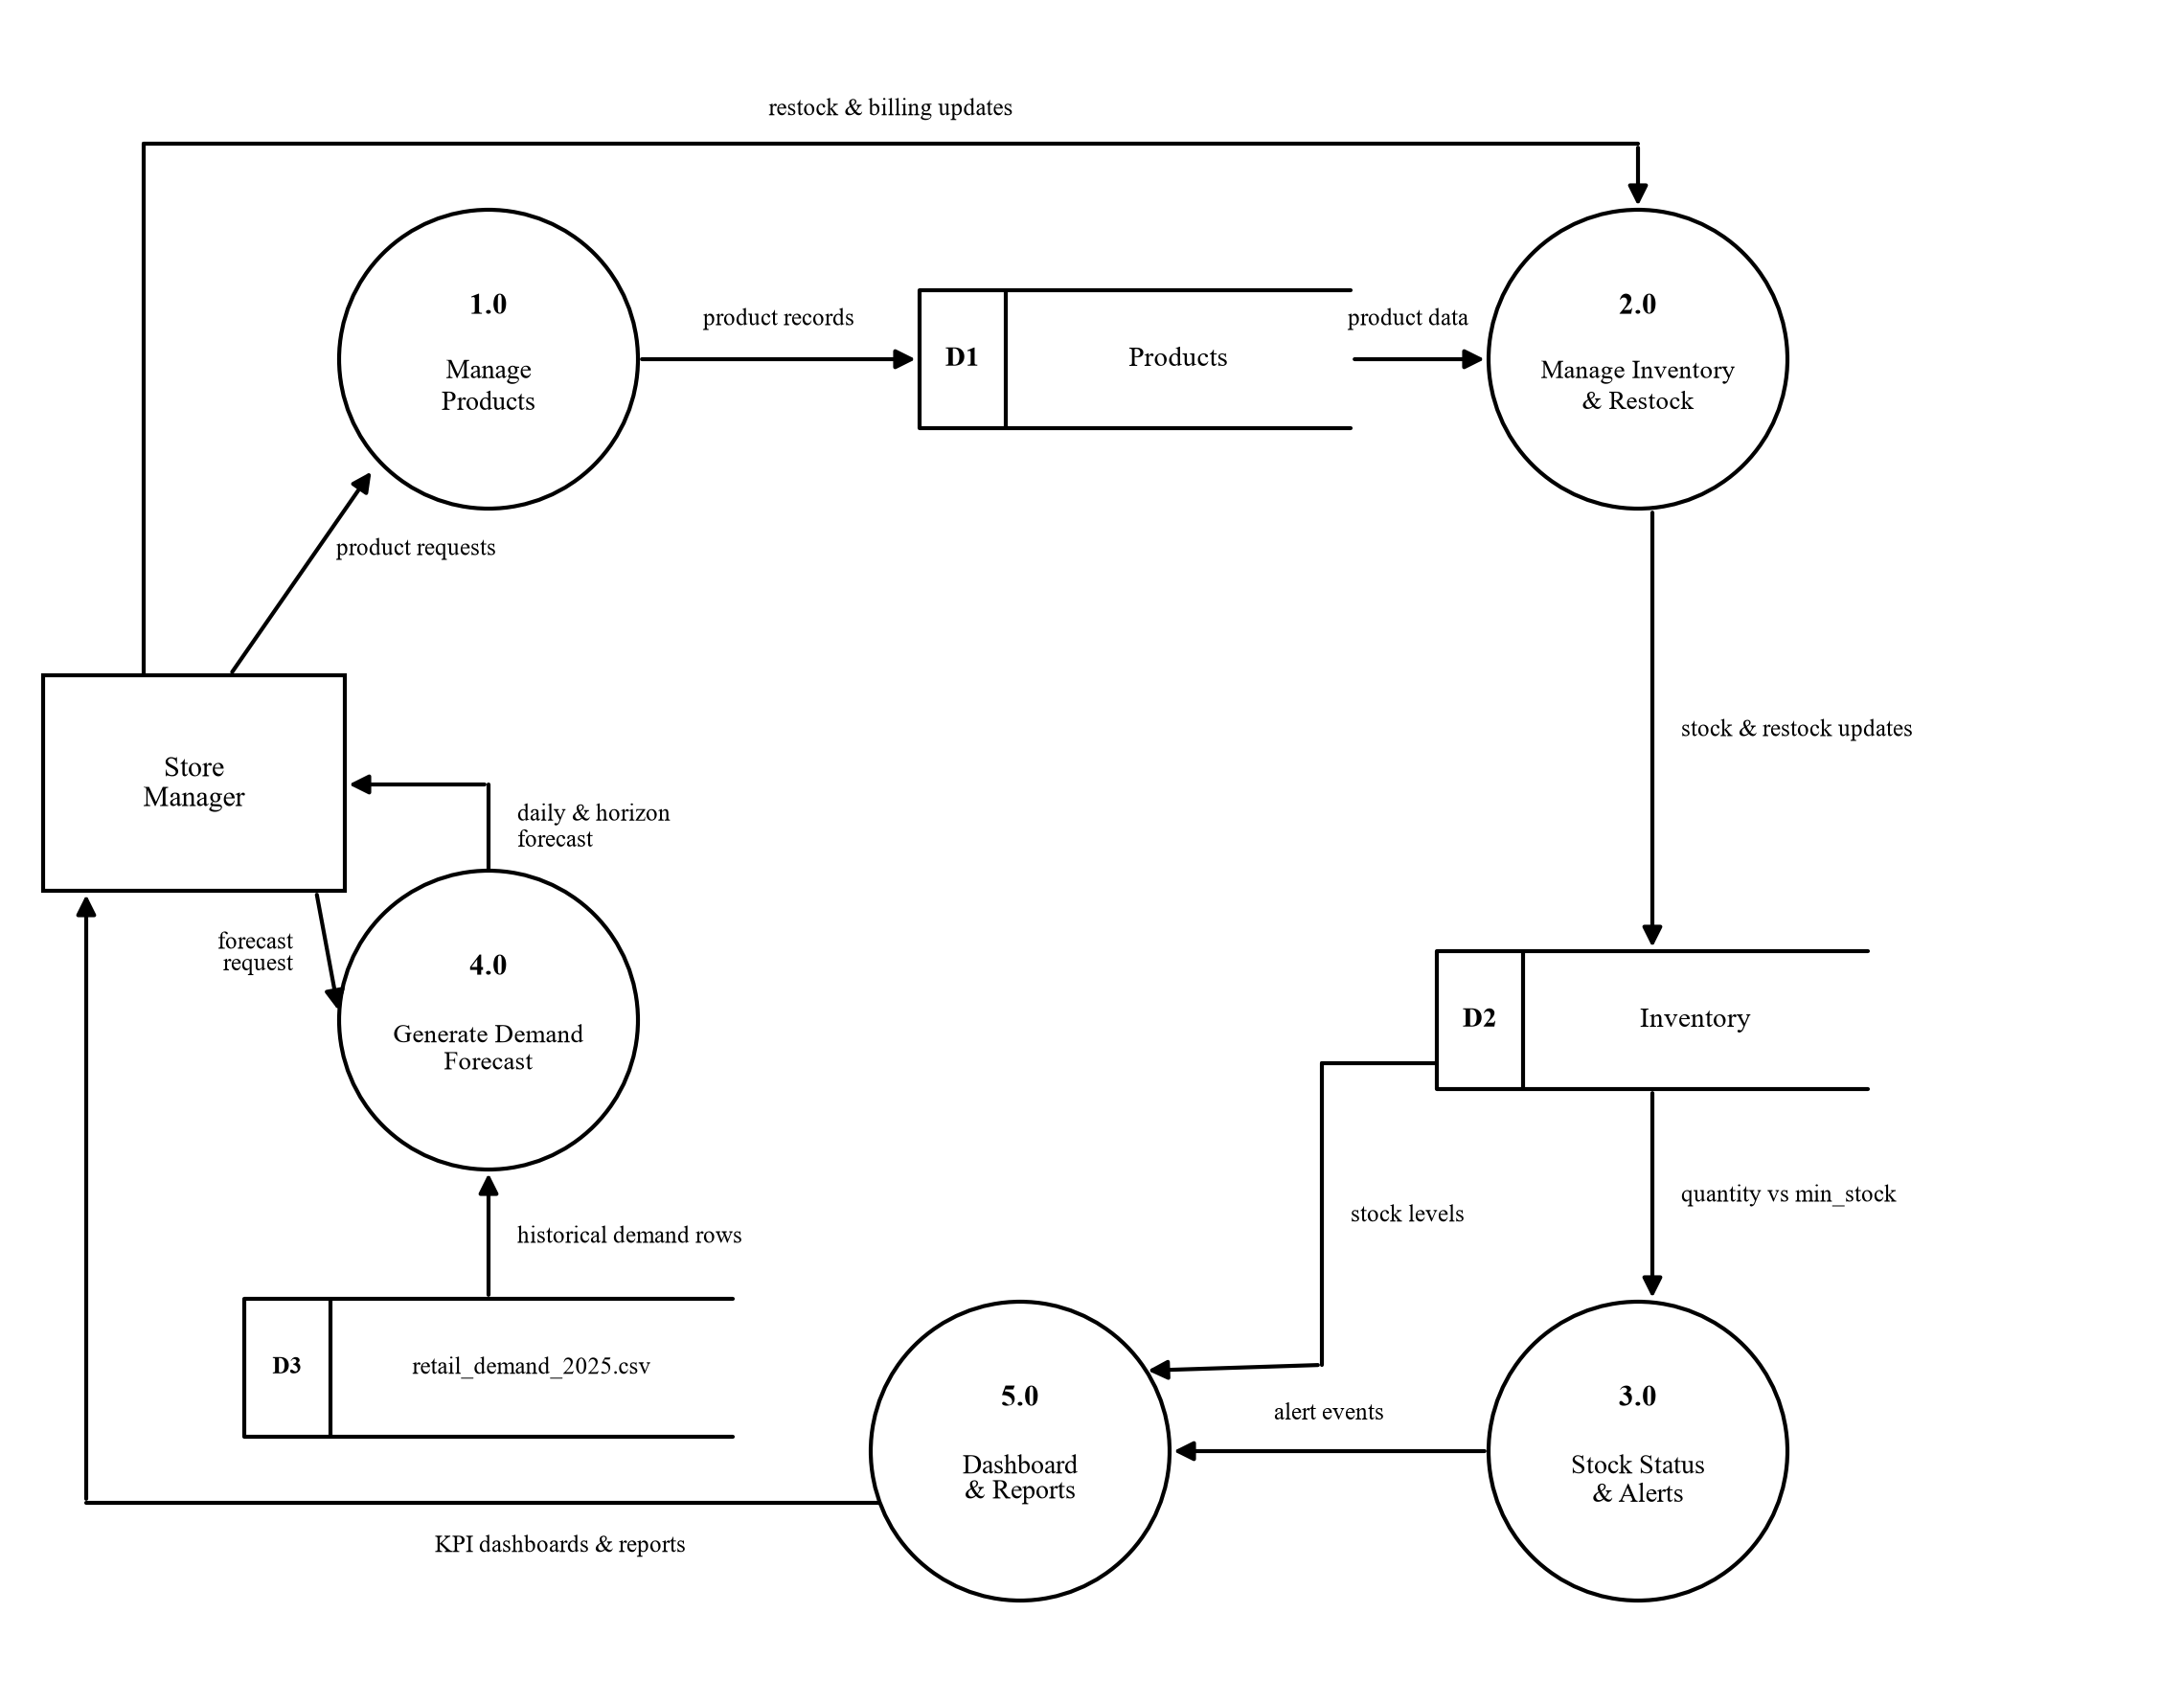 restock & billing updates
1.0
Manage
Products
product records
D1
Products
product data
2.0
Manage Inventory
& Restock
product requests
Store
Manager
stock & restock updates
daily & horizon
forecast
forecast
request
4.0
Generate Demand
Forecast
D2
Inventory
historical demand rows
stock levels
quantity vs min_stock
D3
retail_demand_2025.csv
5.0
Dashboard
& Reports
alert events
3.0
Stock Status
& Alerts
KPI dashboards & reports